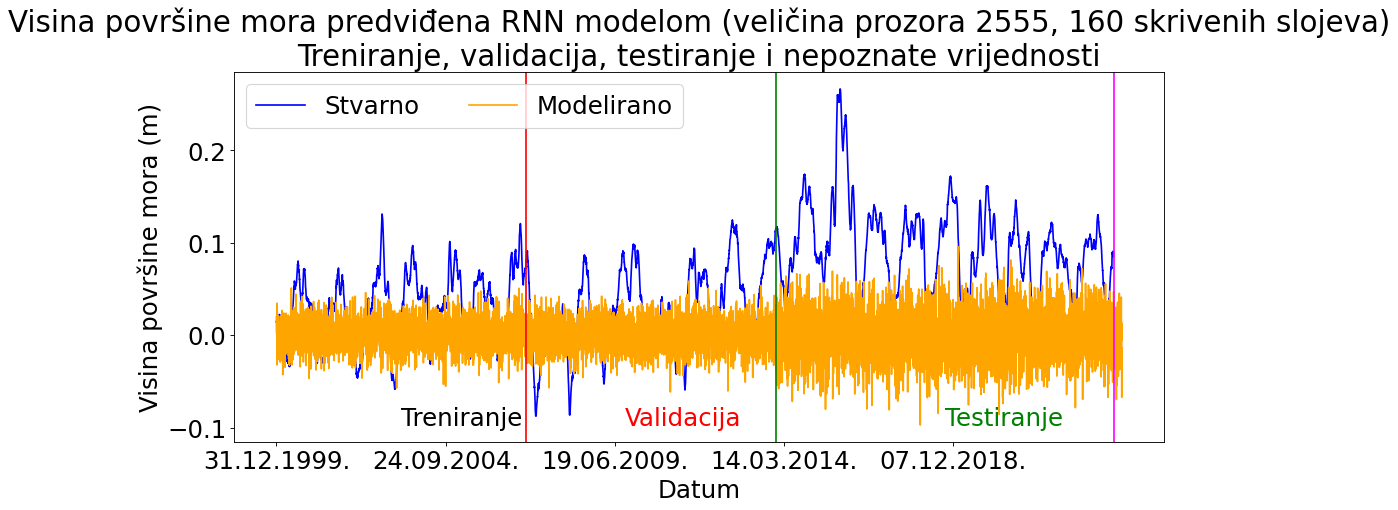 Visina površine mora predviđena RNN modelom (veličina prozora 2555, 160 skrivenih slojeva)
Treniranje, validacija, testiranje i nepoznate vrijednosti
Stvarno
Modelirano
Visina površine mora (m)
0.2
0.1
0.0
−0.1
Treniranje
Validacija
Testiranje
31.12.1999.
24.09.2004.
19.06.2009.
14.03.2014.
07.12.2018.
Datum